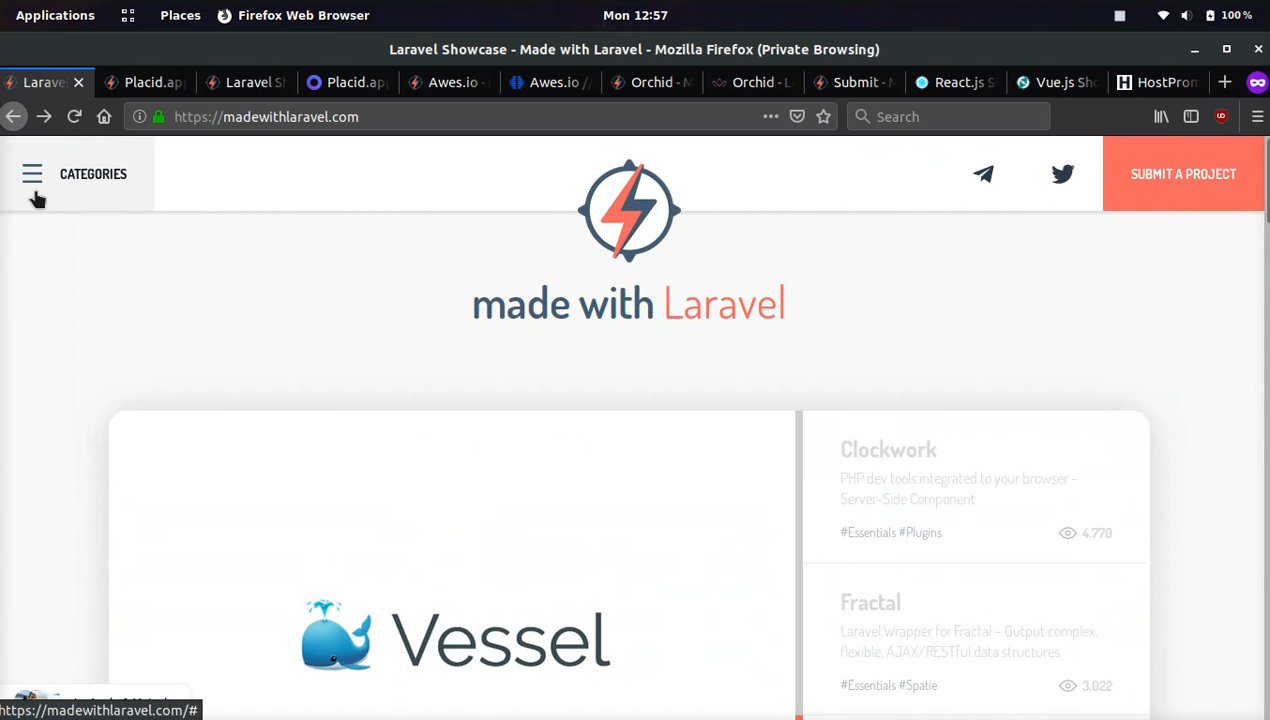 Applications Places Firefox Web Browser Mon 12:57 100%
Laravel Showcase - Made with Laravel - Mozilla Firefox (Private Browsing)
Larave Placid.app Laravel S Placid.app Awes.io - Awes.io // Orchid - M Orchid - L Submit - M React.js S Vue.js Sho HostProm
https://madewithlaravel.com Search
CATEGORIES SUBMIT A PROJECT
made with Laravel
Clockwork
PHP dev tools integrated to your browser –
Server-Side Component
#Essentials #Plugins 4.770
Vessel
Fractal
Laravel Wrapper for Fractal – Output complex,
flexible, AJAX/RESTful data structures
#Essentials #Spatie 3.022
https://madewithlaravel.com/#